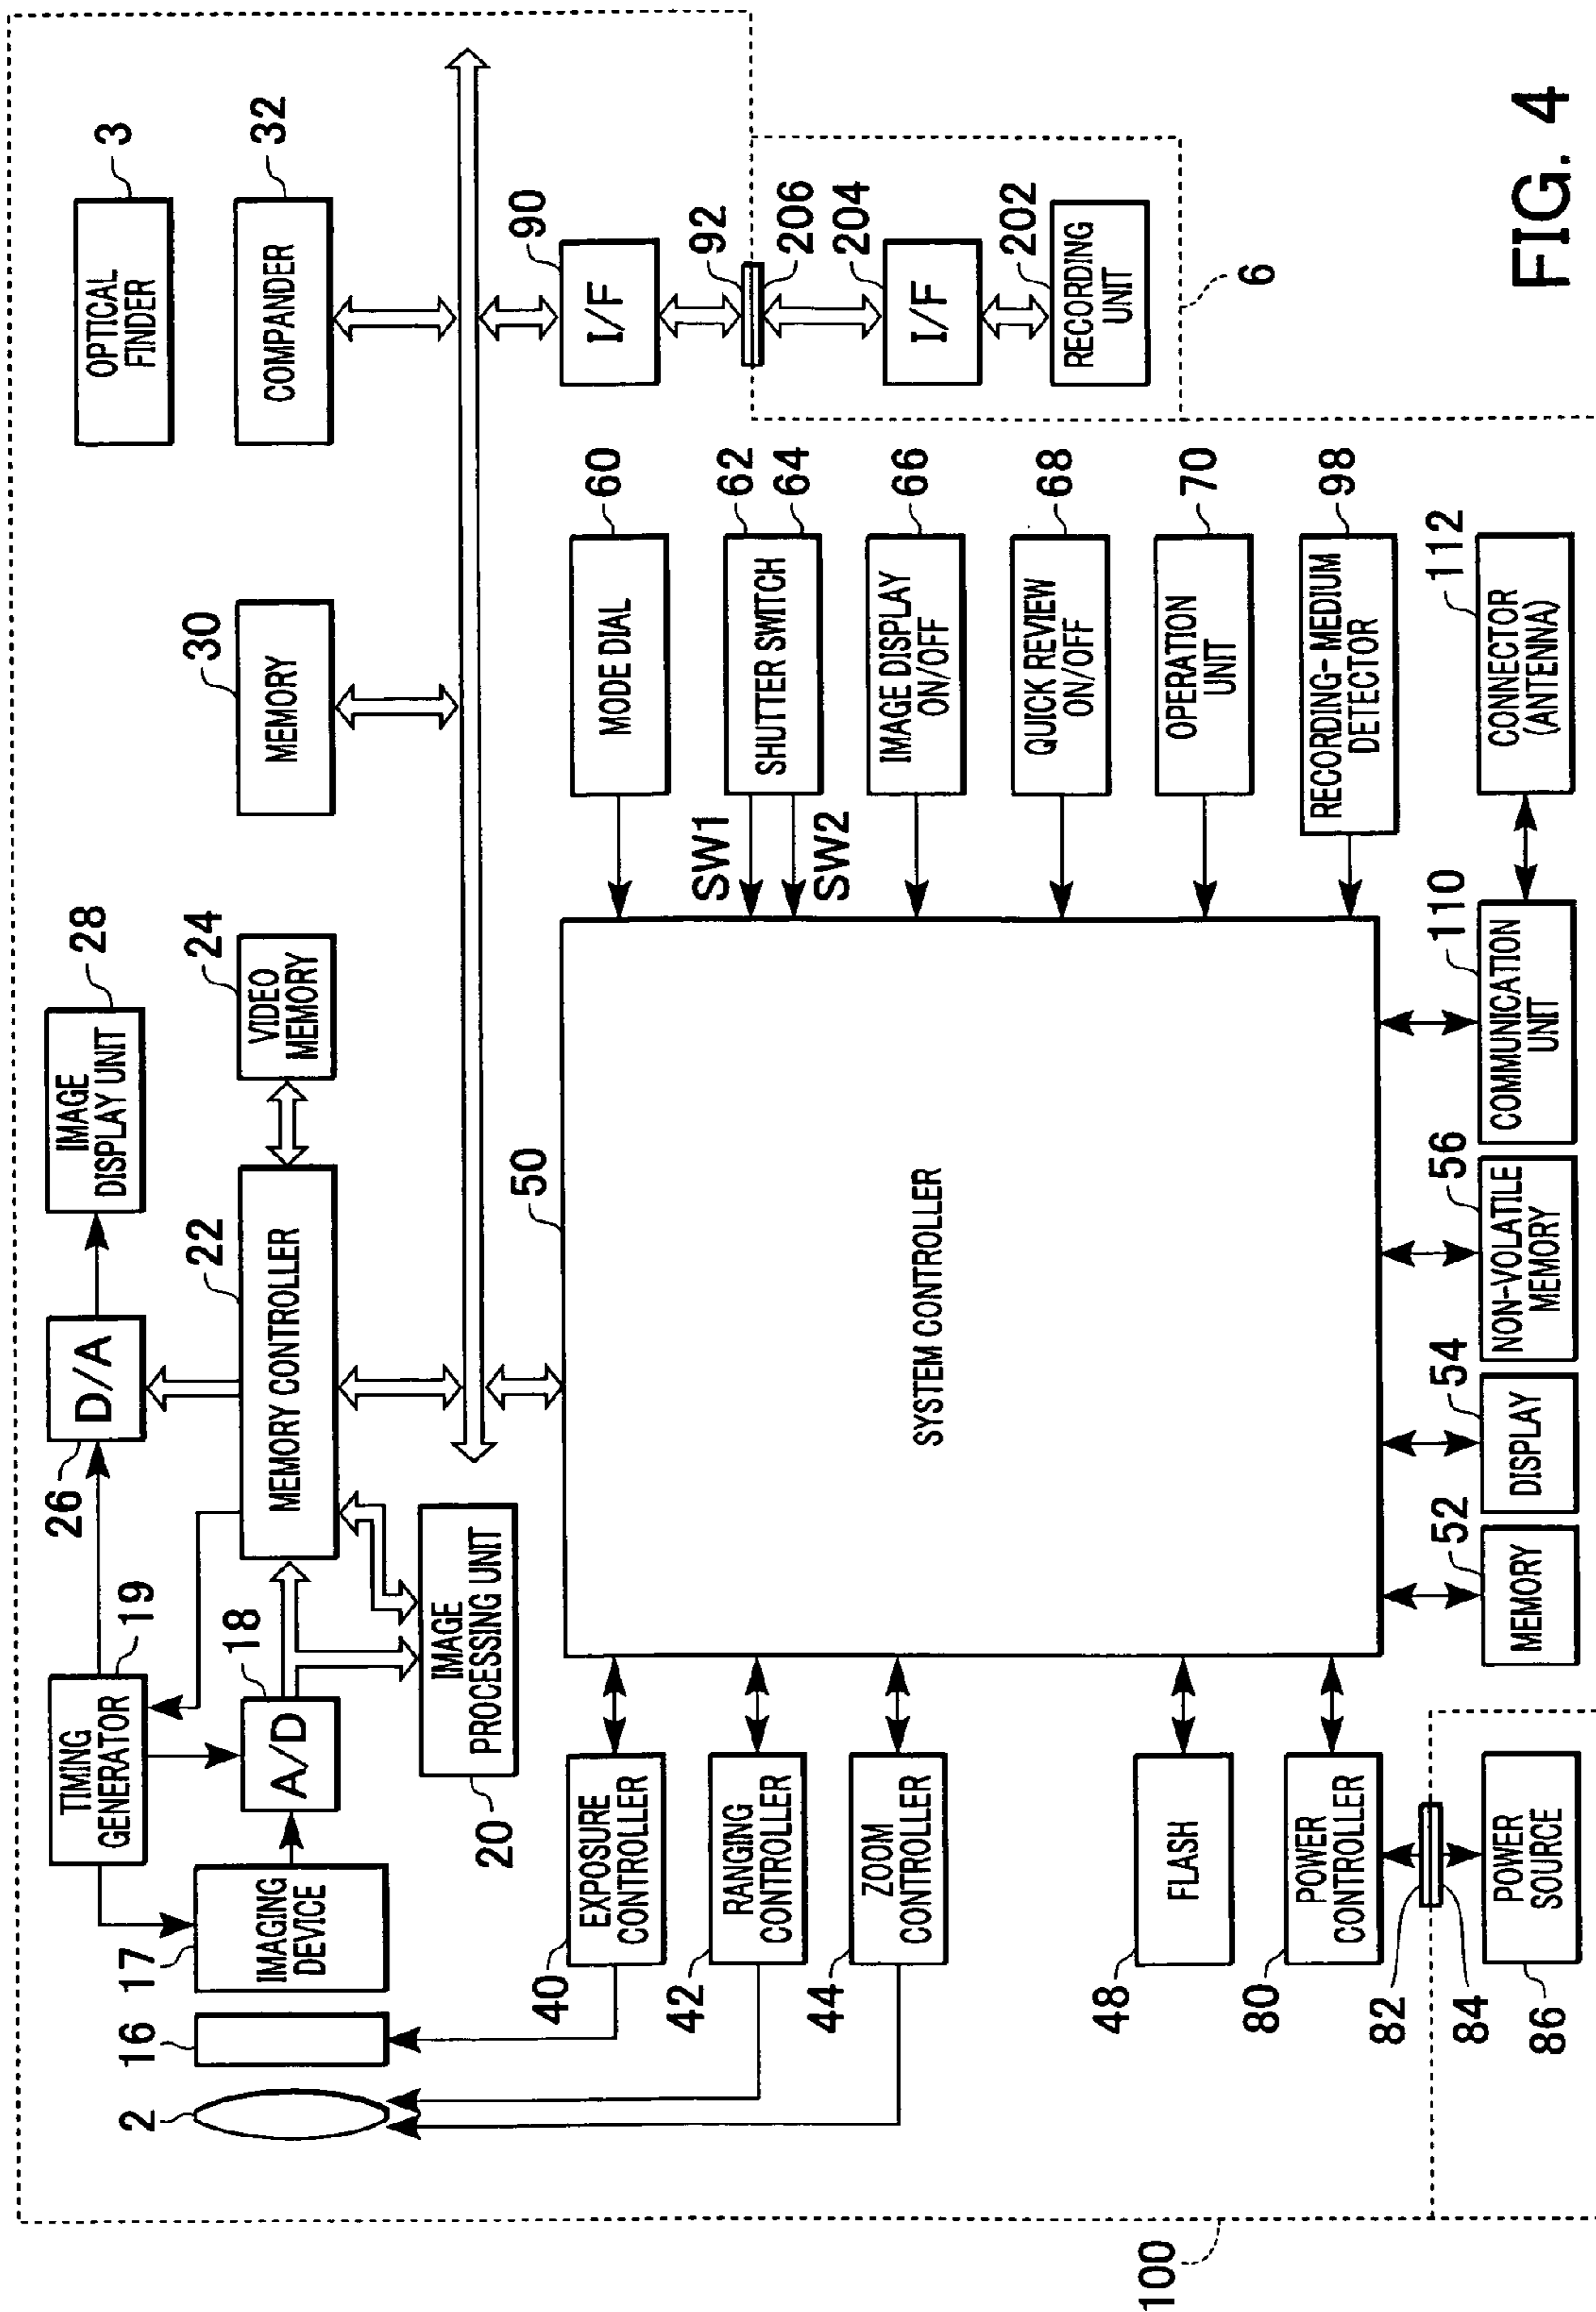 100
2
16
17
IMAGING
DEVICE
TIMING
GENERATOR
19
18
A/D
26
D/A
IMAGE
DISPLAY UNIT
28
22
MEMORY CONTROLLER
VIDEO
MEMORY
24
20
IMAGE
PROCESSING UNIT
MEMORY
30
OPTICAL
FINDER
3
COMPANDER
32
I/F
90
92
206
I/F
204
RECORDING
UNIT
202
6
40
EXPOSURE
CONTROLLER
42
RANGING
CONTROLLER
44
ZOOM
CONTROLLER
48
FLASH
80
POWER
CONTROLLER
82
84
86
POWER
SOURCE
50
SYSTEM CONTROLLER
MODE DIAL
60
SW1
SW2
SHUTTER SWITCH
62
64
IMAGE DISPLAY
ON/OFF
66
QUICK REVIEW
ON/OFF
68
OPERATION
UNIT
70
RECORDING-MEDIUM
DETECTOR
98
MEMORY
52
DISPLAY
54
NON-VOLATILE
MEMORY
56
COMMUNICATION
UNIT
110
CONNECTOR
(ANTENNA)
112
FIG. 4